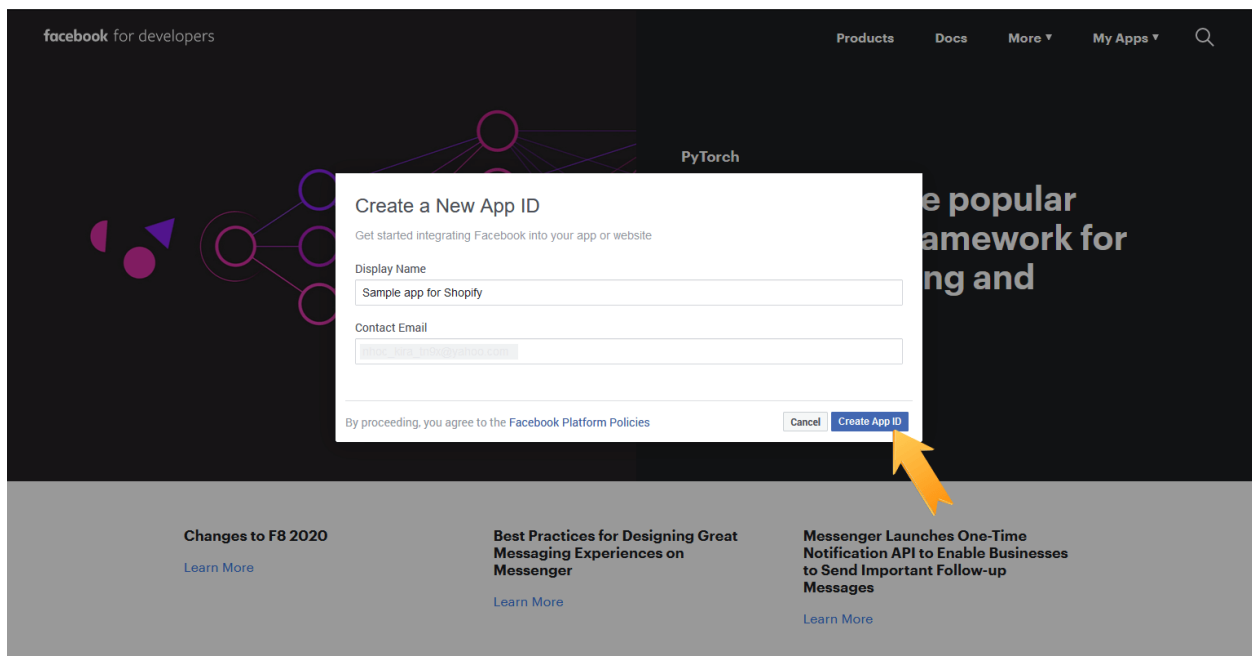 facebook for developers
Products Docs More ▼ My Apps ▼
PyTorch
e popular
amework for
ng and
Create a New App ID
Get started integrating Facebook into your app or website
Display Name
Sample app for Shopify
Contact Email
By proceeding, you agree to the Facebook Platform Policies
Cancel
Create App ID
Changes to F8 2020
Learn More
Best Practices for Designing Great
Messaging Experiences on
Messenger
Learn More
Messenger Launches One-Time
Notification API to Enable Businesses
to Send Important Follow-up
Messages
Learn More